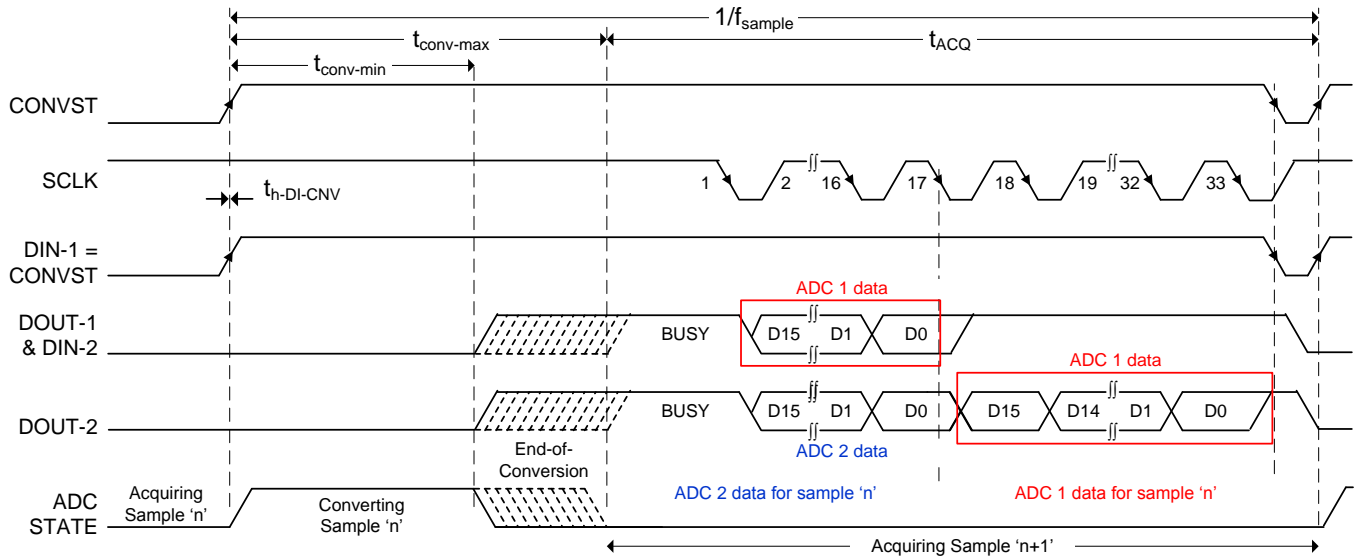 1/fsample
tconv-max
tACQ
tconv-min
CONVST
SCLK
1 2 16 17 18 19 32 33
th-DI-CNV
DIN-1 =
CONVST
ADC 1 data
DOUT-1
& DIN-2
BUSY D15 D1 D0
ADC 1 data
DOUT-2
BUSY D15 D1 D0 D15 D14 D1 D0
ADC 2 data
End-of-
Conversion
ADC
STATE
Acquiring
Sample ‘n’
Converting
Sample ‘n’
ADC 2 data for sample ‘n’
ADC 1 data for sample ‘n’
Acquiring Sample ‘n+1’